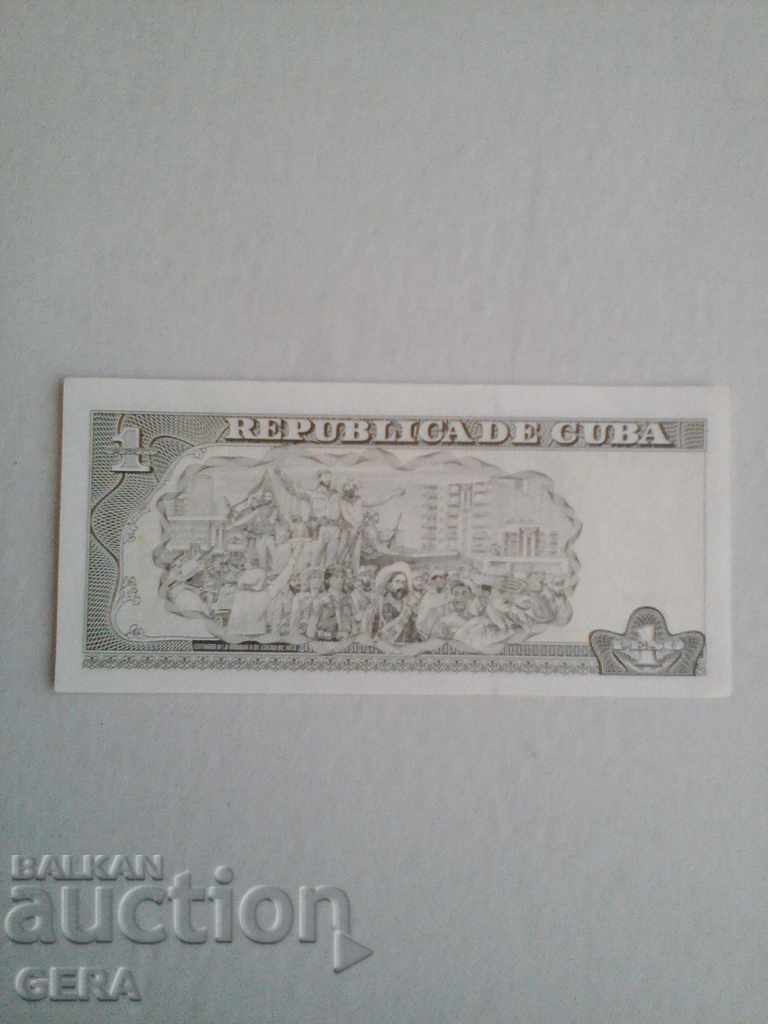 1
REPUBLICA DE CUBA
1
BALKAN
auction
GERA